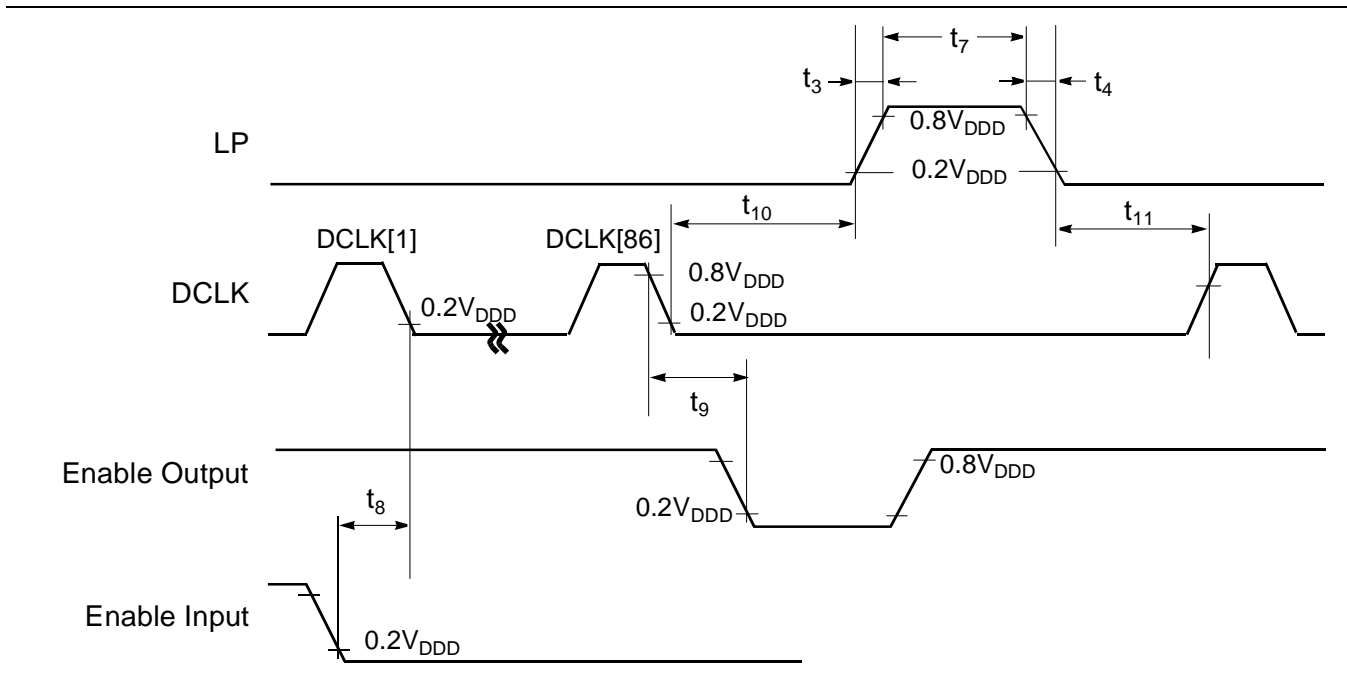 t7
t3
t4
LP
0.8VDDD
0.2VDDD
t10
t11
DCLK[1]
DCLK[86]
DCLK
0.8VDDD
0.2VDDD
0.2VDDD
t9
Enable Output
0.8VDDD
t8
0.2VDDD
Enable Input
0.2VDDD